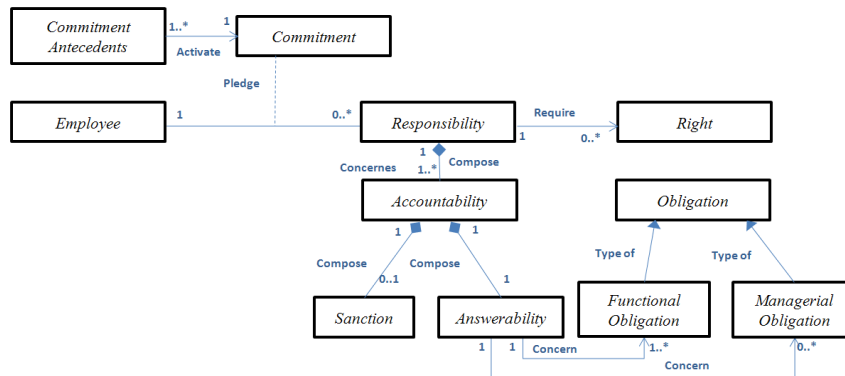 Commitment
Antecedents
1..*
1
Activate
Commitment
Pledge
Employee
1
0..*
Responsibility
Require
1
0..*
Right
1
Compose
Concernes
1..*
Accountability
Obligation
1
1
Type of
Type of
Compose
Compose
0..1
1
Sanction
Answerability
Functional
Obligation
Managerial
Obligation
1
1
Concern
1..*
Concern
0..*